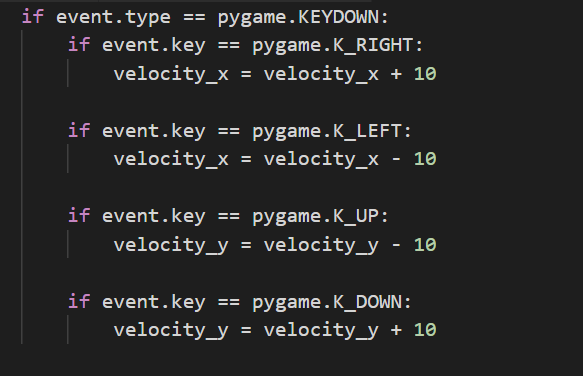 if event.type == pygame.KEYDOWN:
    if event.key == pygame.K_RIGHT:
        velocity_x = velocity_x + 10

    if event.key == pygame.K_LEFT:
        velocity_x = velocity_x - 10

    if event.key == pygame.K_UP:
        velocity_y = velocity_y - 10

    if event.key == pygame.K_DOWN:
        velocity_y = velocity_y + 10